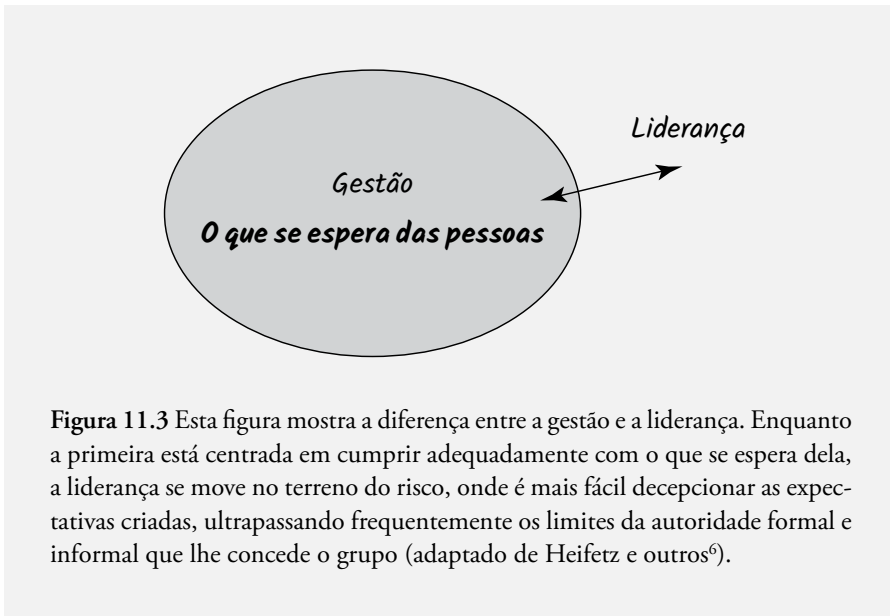 Liderança
Gestão
O que se espera das pessoas
Figura 11.3 Esta figura mostra a diferença entre a gestão e a liderança. Enquanto
a primeira está centrada em cumprir adequadamente com o que se espera dela,
a liderança se move no terreno do risco, onde é mais fácil decepcionar as expec-
tativas criadas, ultrapassando frequentemente os limites da autoridade formal e
informal que lhe concede o grupo (adaptado de Heifetz e outros⁶).